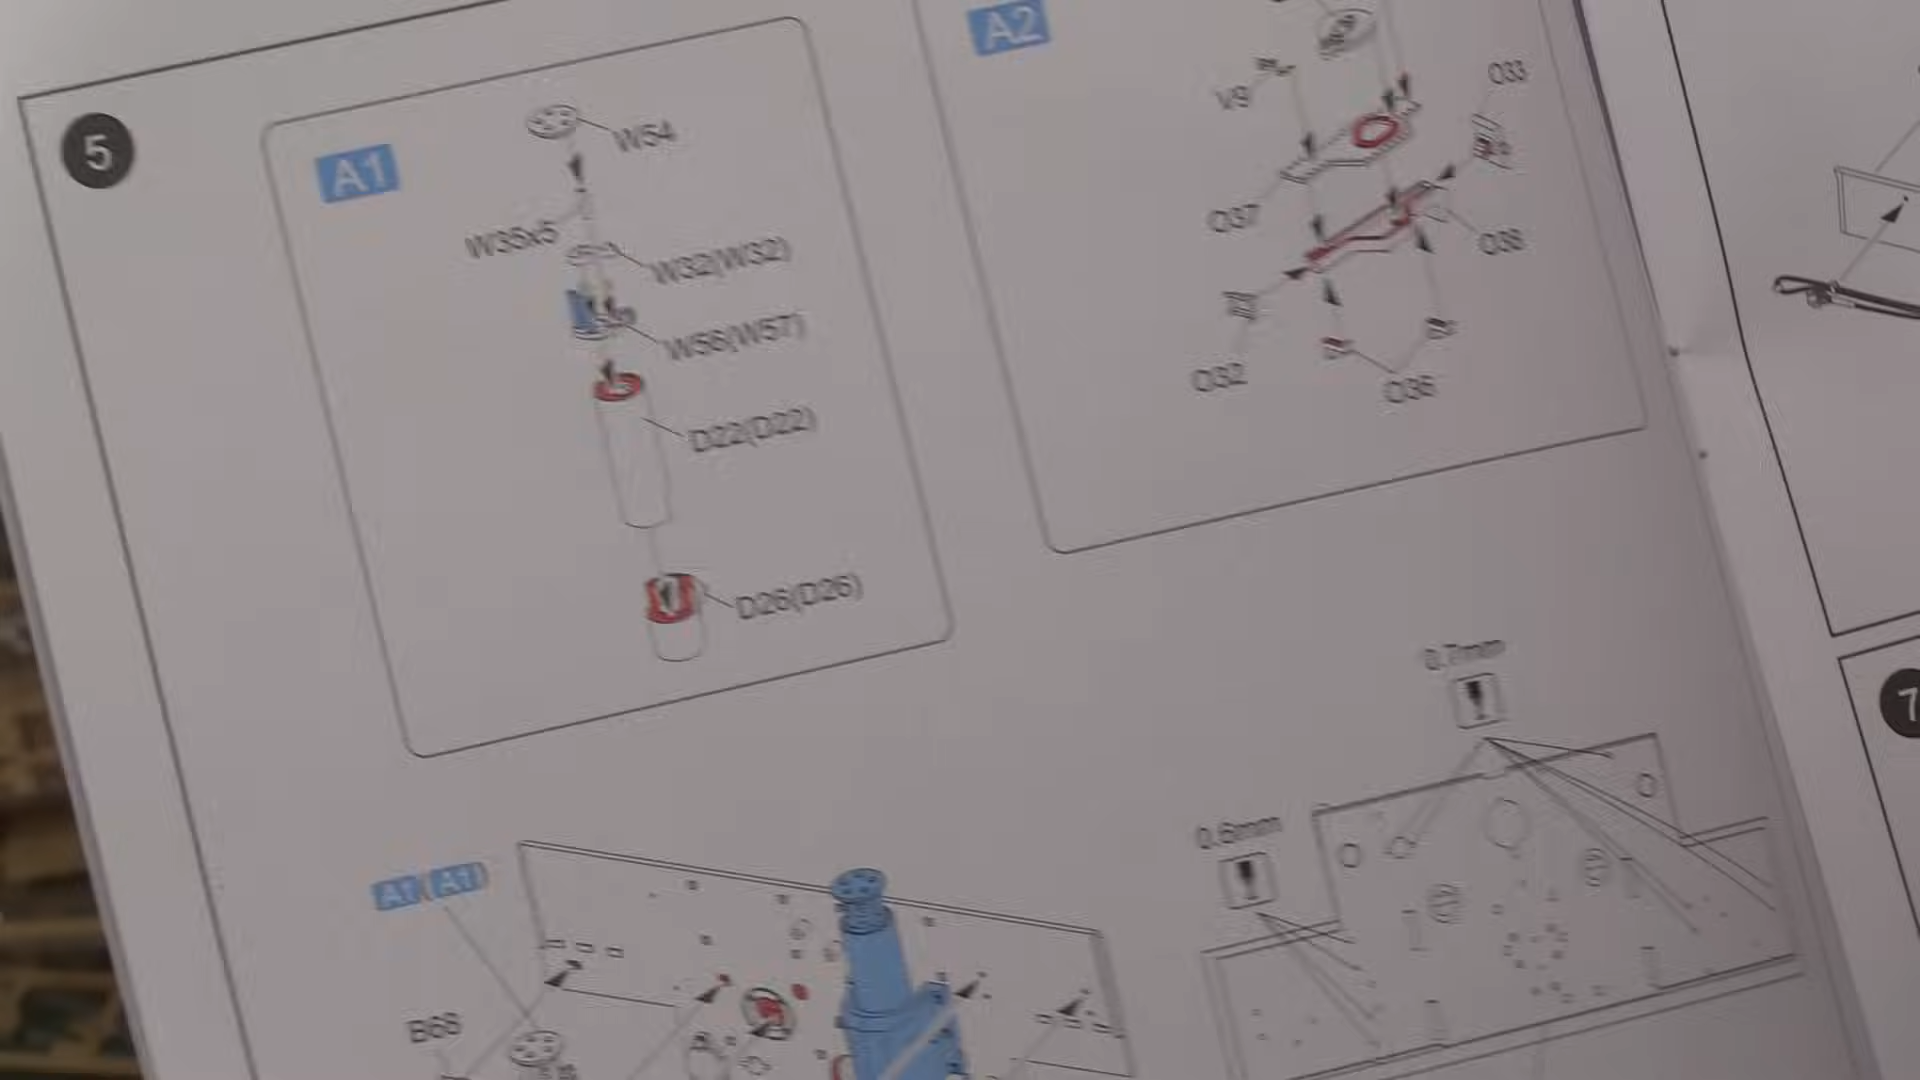 5
A1
W54
W35x5
W32(W32)
W56(W57)
D22(D22)
D26(D26)
A2
V9
O33
O37
O38
O32
O36
0.7mm
0.6mm
A1(A1)
B68
7